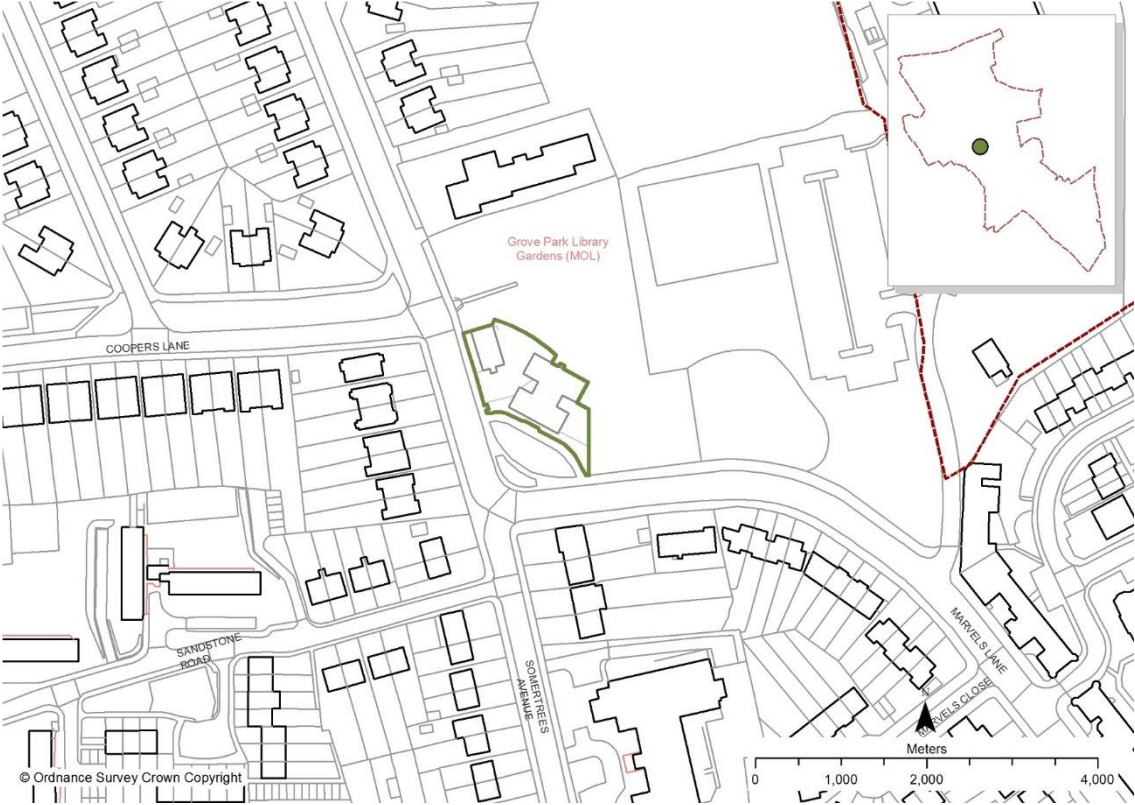 Grove Park Library
Gardens (MOL)
COOPERS LANE
SANDSTONE
ROAD
SOMERTREES
AVENUE
MARVELS LANE
MARVELS CLOSE
N
Meters
0 1,000 2,000 4,000
© Ordnance Survey Crown Copyright